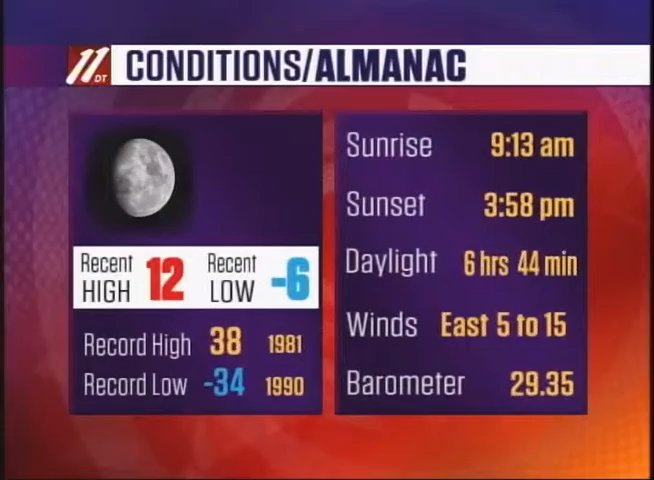 11 DT CONDITIONS/ALMANAC
Recent HIGH 12 Recent LOW -6
Record High 38 1981
Record Low -34 1990
Sunrise 9:13 am
Sunset 3:58 pm
Daylight 6 hrs 44 min
Winds East 5 to 15
Barometer 29.35